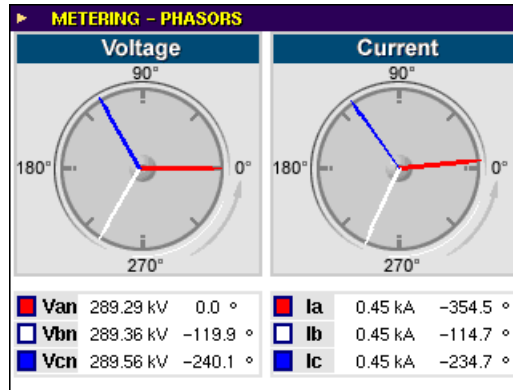 METERING – PHASORS
Voltage
90°
180°
0°
270°
Van 289.29 kV 0.0 °
Vbn 289.36 kV –119.9 °
Vcn 289.56 kV –240.1 °
Current
90°
180°
0°
270°
Ia 0.45 kA –354.5 °
Ib 0.45 kA –114.7 °
Ic 0.45 kA –234.7 °